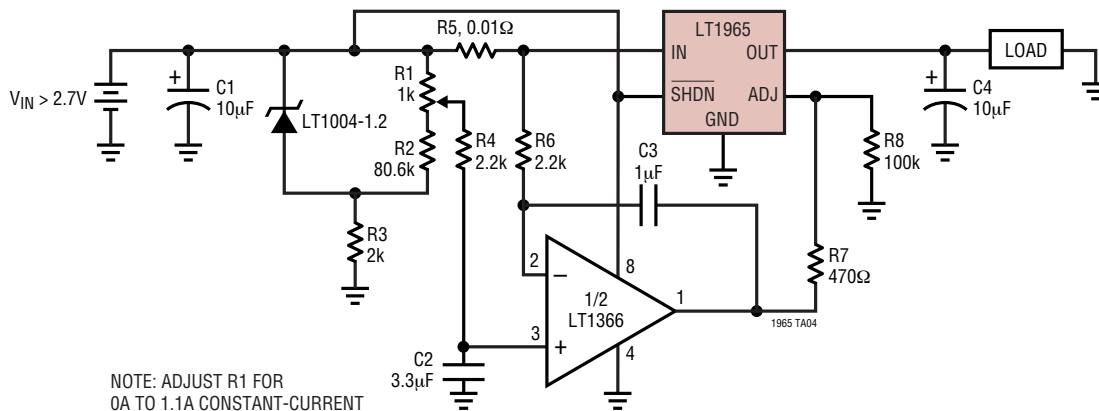 R5, 0.01Ω
LT1965
IN
OUT
SHDN
ADJ
GND
LOAD
VIN > 2.7V
+
C1
10µF
LT1004-1.2
R1
1k
R2
80.6k
R4
2.2k
R6
2.2k
C3
1µF
+
C4
10µF
R8
100k
R3
2k
2
−
8
1/2
LT1366
1
3
+
4
R7
470Ω
1965 TA04
C2
3.3µF
NOTE: ADJUST R1 FOR
0A TO 1.1A CONSTANT-CURRENT